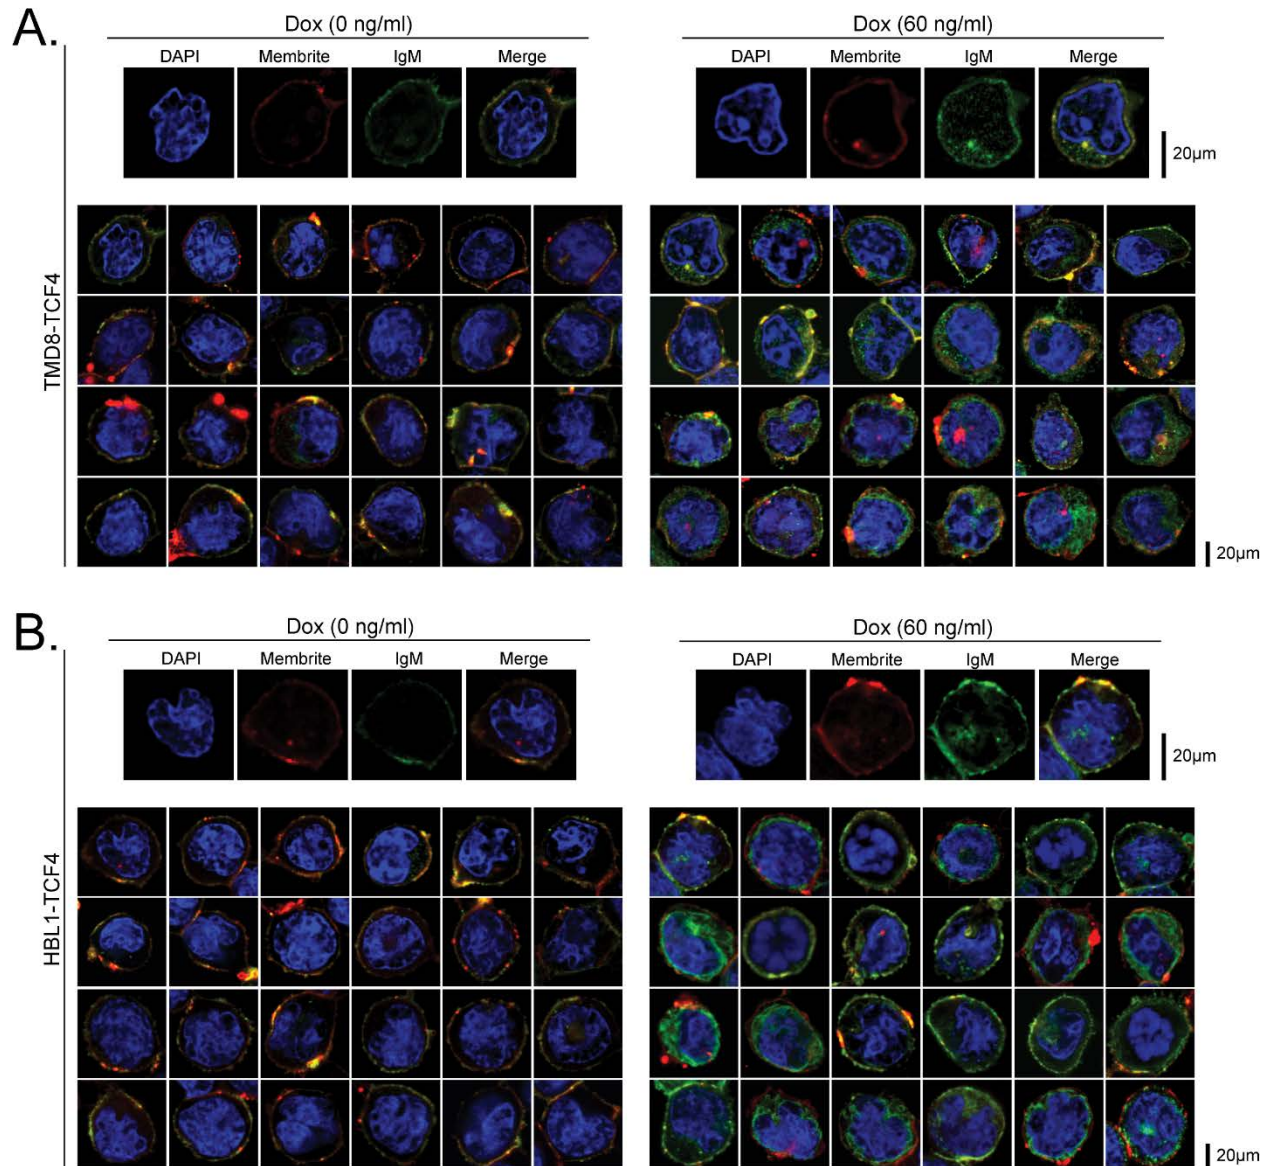 A.
Dox (0 ng/ml)
Dox (60 ng/ml)
DAPI Membrite IgM Merge
DAPI Membrite IgM Merge
20µm
TMD8-TCF4
20µm
B.
Dox (0 ng/ml)
Dox (60 ng/ml)
DAPI Membrite IgM Merge
DAPI Membrite IgM Merge
20µm
HBL1-TCF4
20µm